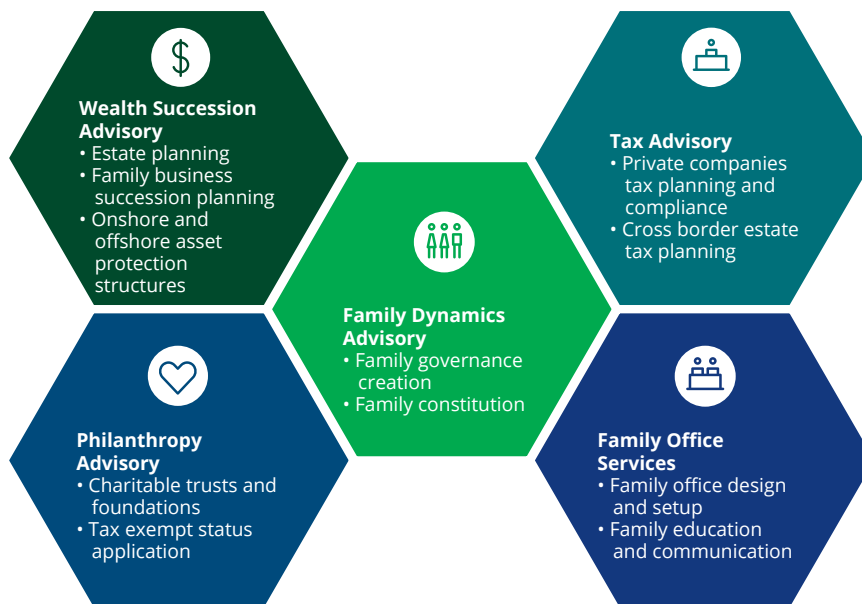 Wealth Succession
Advisory
• Estate planning
• Family business
succession planning
• Onshore and
offshore asset
protection
structures
Tax Advisory
• Private companies
tax planning and
compliance
• Cross border estate
tax planning
Family Dynamics
Advisory
• Family governance
creation
• Family constitution
Philanthropy
Advisory
• Charitable trusts and
foundations
• Tax exempt status
application
Family Office
Services
• Family office design
and setup
• Family education
and communication